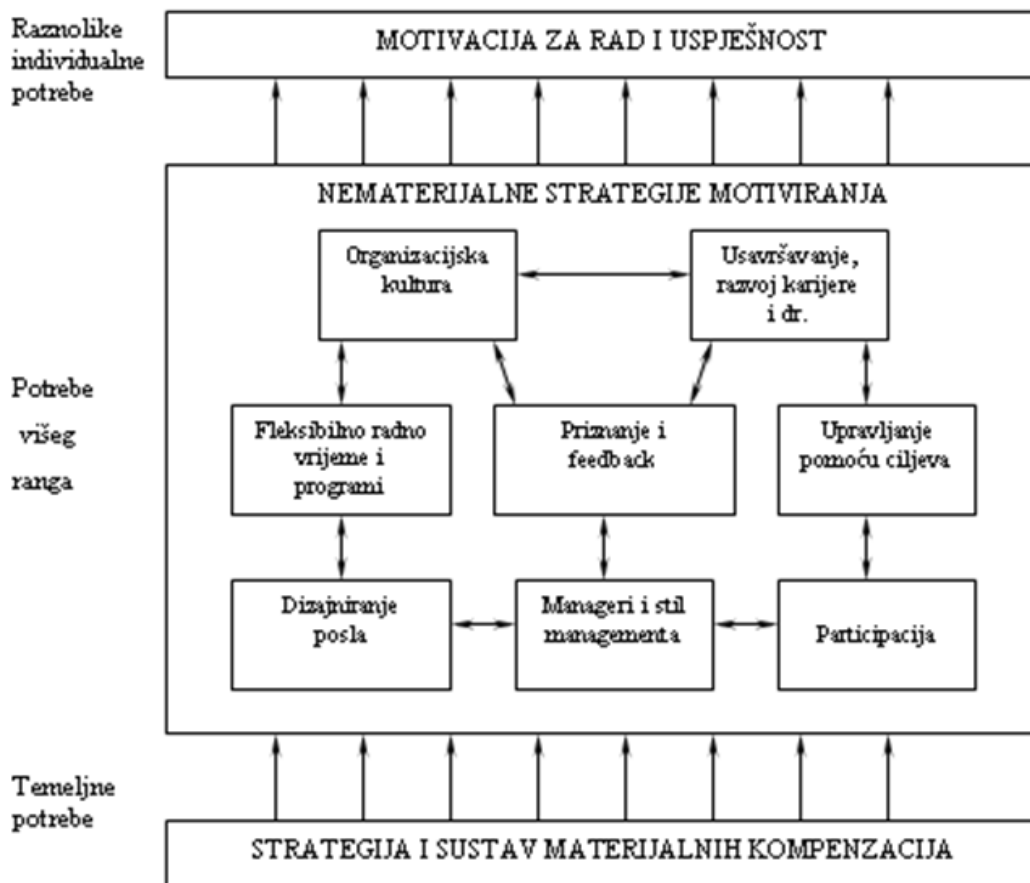 Raznolike
individualne
potrebe
MOTIVACIJA ZA RAD I USPJEŠNOST
NEMATERIJALNE STRATEGIJE MOTIVIRANJA
Organizacijska
kultura
Usavršavanje,
razvoj karijere
i dr.
Potrebe
višeg
ranga
Fleksibilno radno
vrijeme i
programi
Priznanje i
feedback
Upravljanje
pomoću ciljeva
Dizajniranje
posla
Manageri i stil
managementa
Participacija
Temeljne
potrebe
STRATEGIJA I SUSTAV MATERIJALNIH KOMPENZACIJA